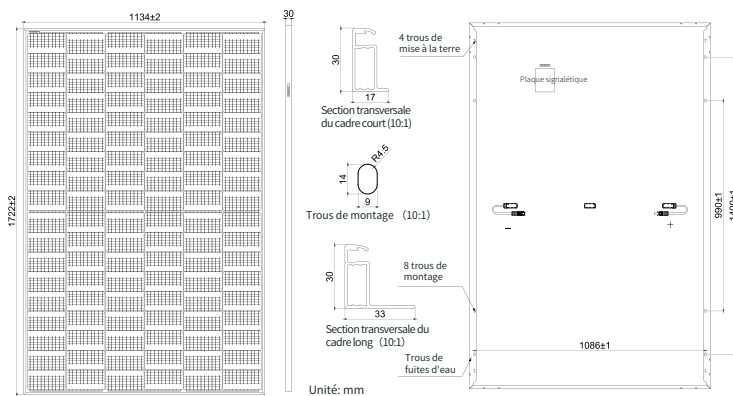 1134±2
30
1722±2
30
17
Section transversale
du cadre court (10:1)
R4.5
14
9
Trous de montage (10:1)
30
33
Section transversale du
cadre long (10:1)
Unité: mm
4 trous de
mise à la terre
Plaque signalétique
8 trous de
montage
Trous de
fuites d'eau
−
+
990±1
1086±1